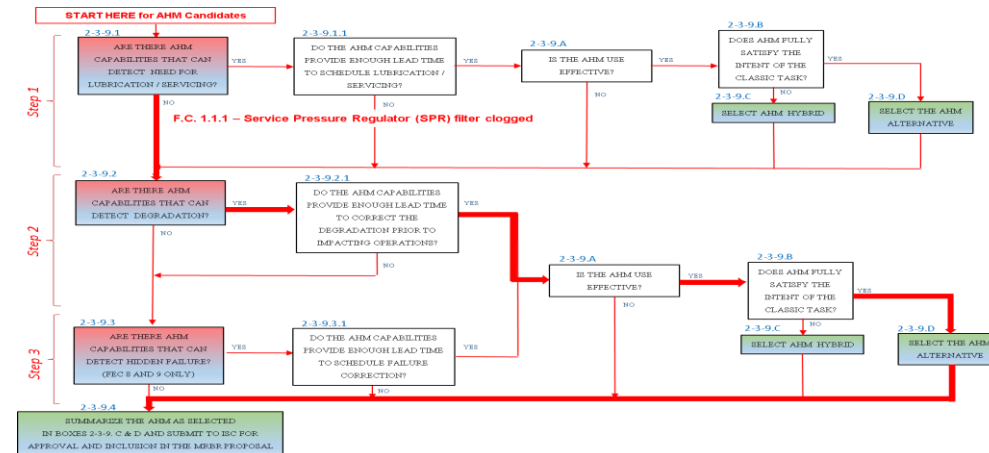 START HERE for AHM Candidates
Step 1
2-3-9.1
ARE THERE AHM
CAPABILITIES THAT CAN
DETECT NEED FOR
LUBRICATION / SERVICING?
YES
NO
2-3-9.1.1
DO THE AHM CAPABILITIES
PROVIDE ENOUGH LEAD TIME
TO SCHEDULE LUBRICATION /
SERVICING?
YES
NO
2-3-9.A
IS THE AHM USE
EFFECTIVE?
YES
NO
2-3-9.B
DOES AHM FULLY
SATISFY THE
INTENT OF THE
CLASSIC TASK?
YES
NO
2-3-9.C
SELECT AHM HYBRID
2-3-9.D
SELECT THE AHM
ALTERNATIVE
F.C. 1.1.1 – Service Pressure Regulator (SPR) filter clogged
Step 2
2-3-9.2
ARE THERE AHM
CAPABILITIES THAT CAN
DETECT DEGRADATION?
YES
NO
2-3-9.2.1
DO THE AHM CAPABILITIES
PROVIDE ENOUGH LEAD TIME
TO CORRECT THE
DEGRADATION PRIOR TO
IMPACTING OPERATIONS?
YES
NO
2-3-9.A
IS THE AHM USE
EFFECTIVE?
YES
NO
2-3-9.B
DOES AHM FULLY
SATISFY THE
INTENT OF THE
CLASSIC TASK?
YES
NO
2-3-9.C
SELECT AHM HYBRID
2-3-9.D
SELECT THE AHM
ALTERNATIVE
Step 3
2-3-9.3
ARE THERE AHM
CAPABILITIES THAT CAN
DETECT HIDDEN FAILURE?
(FEC 8 AND 9 ONLY)
YES
NO
2-3-9.3.1
DO THE AHM CAPABILITIES
PROVIDE ENOUGH LEAD TIME
TO SCHEDULE FAILURE
CORRECTION?
YES
NO
2-3-9.4
SUMMARIZE THE AHM AS SELECTED
IN BOXES 2-3-9. C & D AND SUBMIT TO ISC FOR
APPROVAL AND INCLUSION IN THE MRBR PROPOSAL